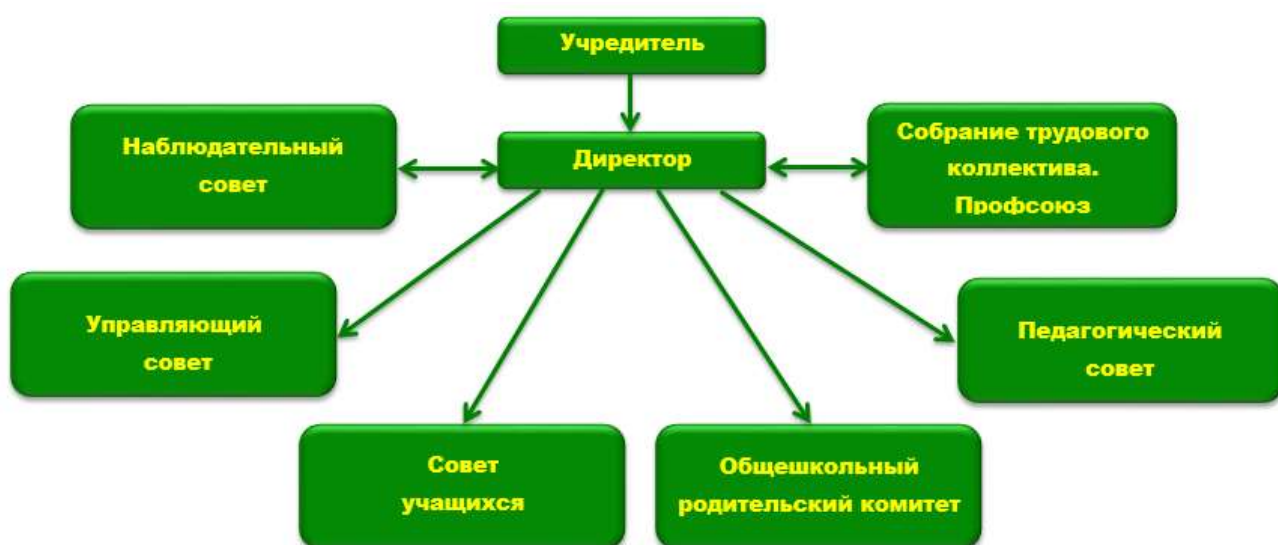 Учредитель
Наблюдательный
совет
Директор
Собрание трудового
коллектива.
Профсоюз
Управляющий
совет
Педагогический
совет
Совет
учащихся
Общешкольный
родительский комитет